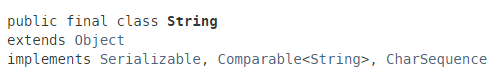 public final class String
extends Object
implements Serializable, Comparable<String>, CharSequence